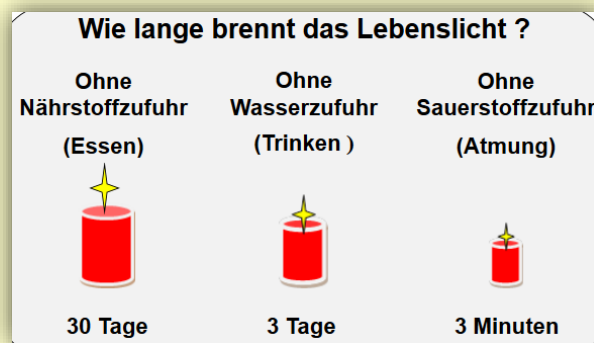 Wie lange brennt das Lebenslicht ?
Ohne
Nährstoffzufuhr
(Essen)
30 Tage
Ohne
Wasserzufuhr
(Trinken )
3 Tage
Ohne
Sauerstoffzufuhr
(Atmung)
3 Minuten